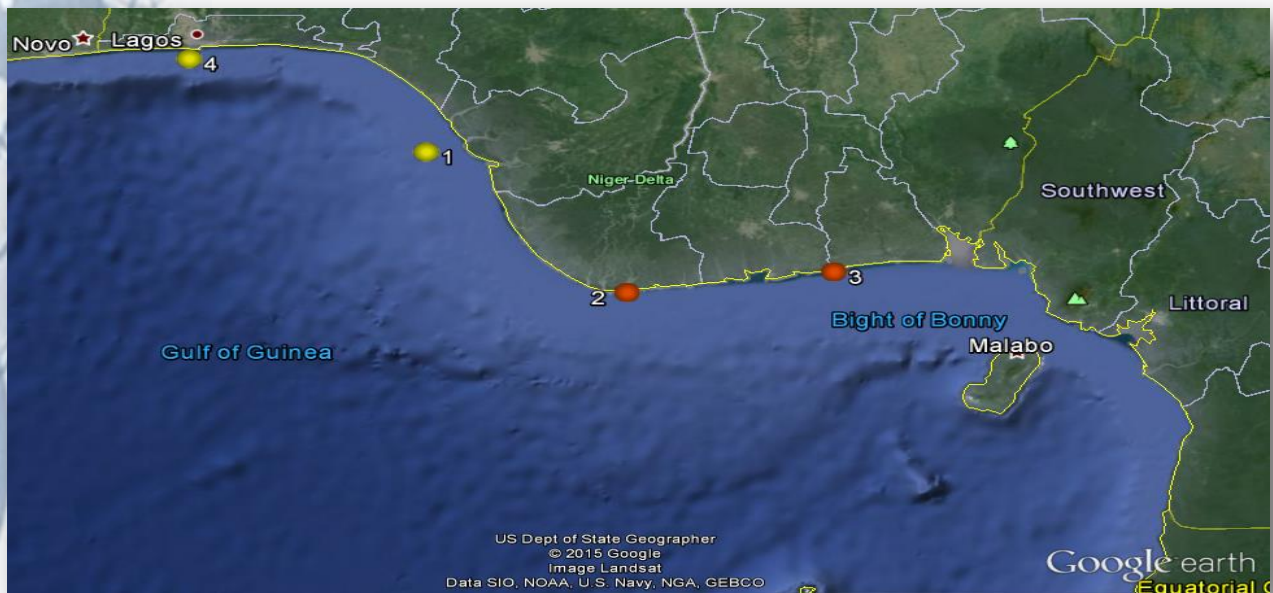 Novo
Lagos
4
1
Niger-Delta
Southwest
2
3
Bight of Bonny
Littoral
Gulf of Guinea
Malabo
US Dept of State Geographer
© 2015 Google
Image Landsat
Data SIO, NOAA, U.S. Navy, NGA, GEBCO
Google earth
Equatorial